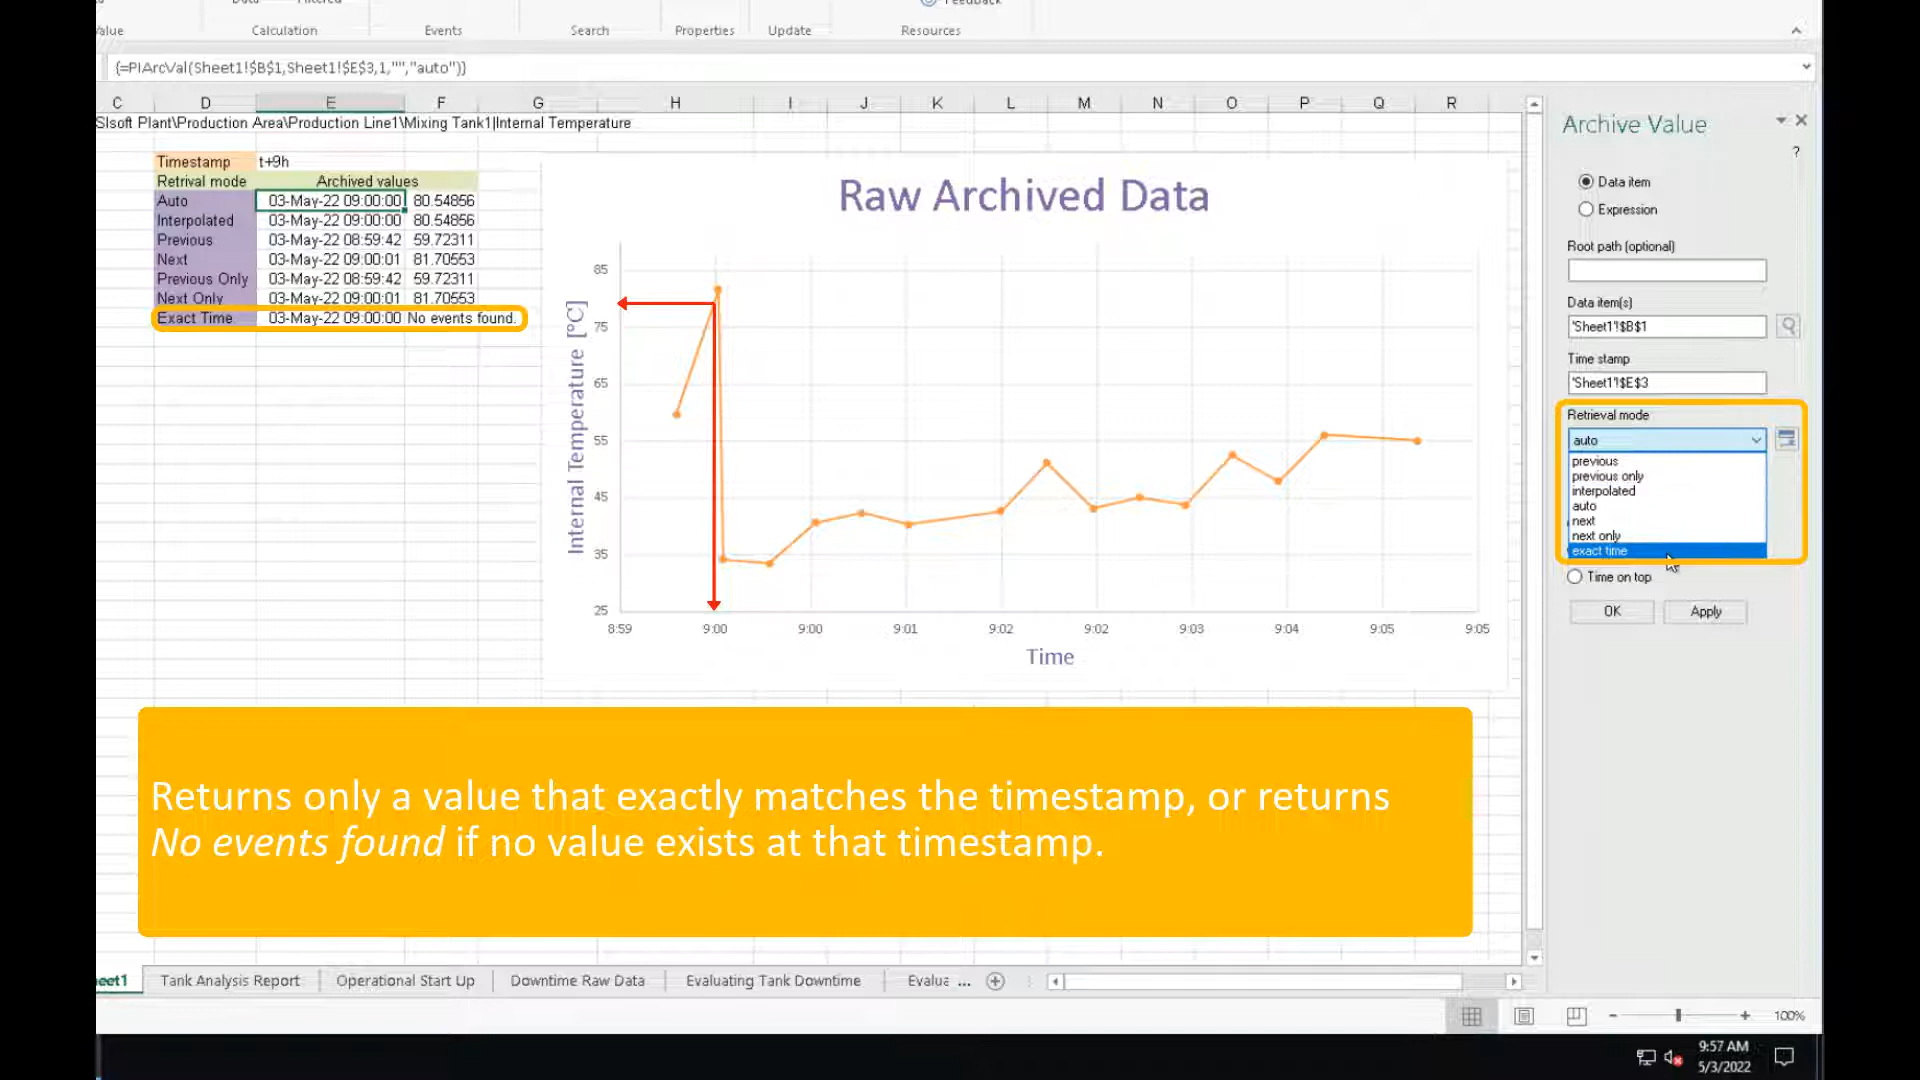 Feedback
alue Calculation Events Search Properties Update Resources
{=PIArcVal(Sheet1!$B$1,Sheet1!$E$3,1,"","auto")}
C D E F G H I J K L M N O P Q R
SIsoft Plant\Production Area\Production Line1\Mixing Tank1|Internal Temperature
Timestamp t+9h
Retrival mode Archived values
Auto 03-May-22 09:00:00 80.54856
Interpolated 03-May-22 09:00:00 80.54856
Previous 03-May-22 08:59:42 59.72311
Next 03-May-22 09:00:01 81.70553
Previous Only 03-May-22 08:59:42 59.72311
Next Only 03-May-22 09:00:01 81.70553
Exact Time 03-May-22 09:00:00 No events found.
Raw Archived Data
Internal Temperature [°C]
85
75
65
55
45
35
25
8:59 9:00 9:00 9:01 9:02 9:02 9:03 9:04 9:05 9:05
Time
Archive Value
?
Data item
Expression
Root path (optional)
Data item(s)
'Sheet1'!$B$1
Time stamp
'Sheet1'!$E$3
Retrieval mode
auto
previous
previous only
interpolated
auto
next
next only
exact time
Time on top
OK Apply
Returns only a value that exactly matches the timestamp, or returns
No events found if no value exists at that timestamp.
eet1 Tank Analysis Report Operational Start Up Downtime Raw Data Evaluating Tank Downtime Evalua ...
100%
9:57 AM
5/3/2022